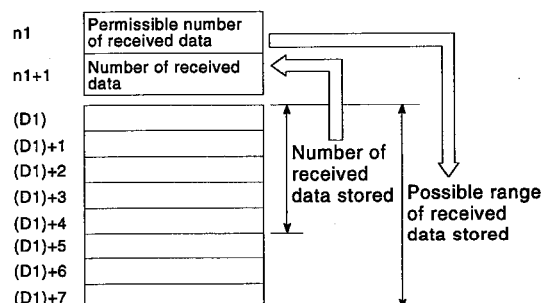 n1
Permissible number
of received data
n1+1
Number of received
data
(D1)
(D1)+1
(D1)+2
(D1)+3
(D1)+4
(D1)+5
(D1)+6
(D1)+7
Number of
received
data stored
Possible range
of received
data stored